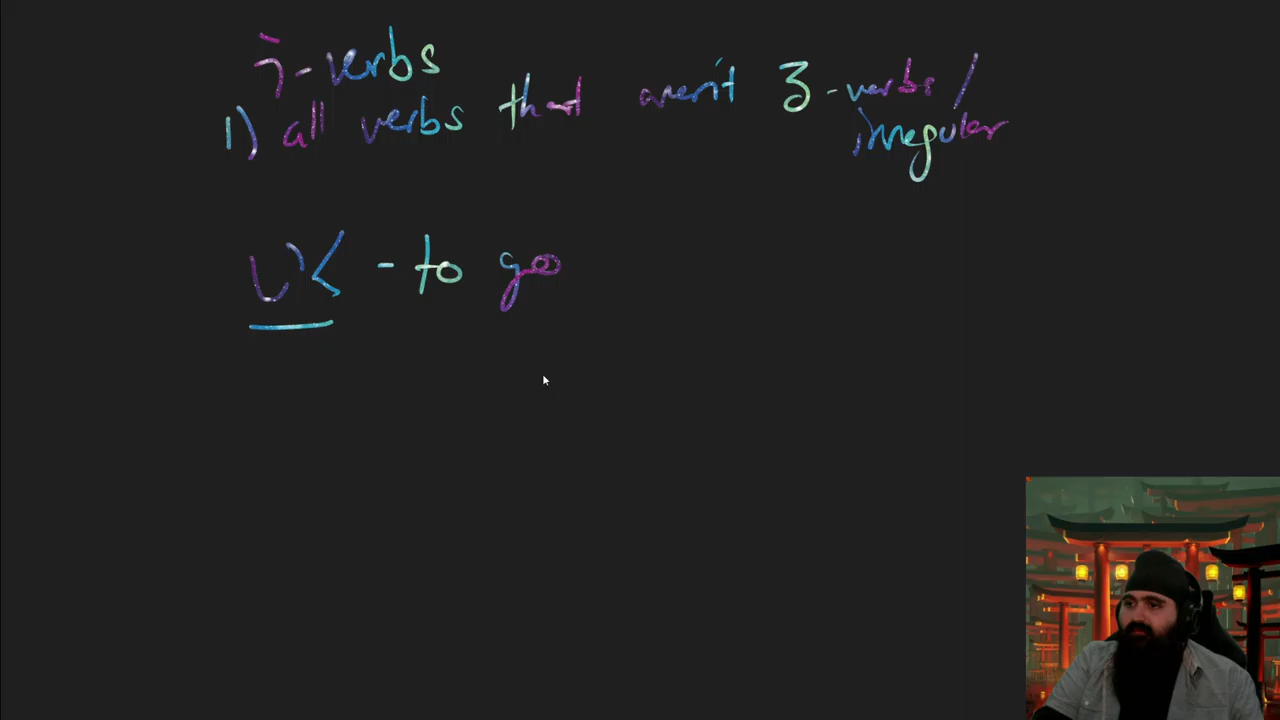 う-verbs
1) all verbs that aren't る-verbs /
irregular
いく - to go